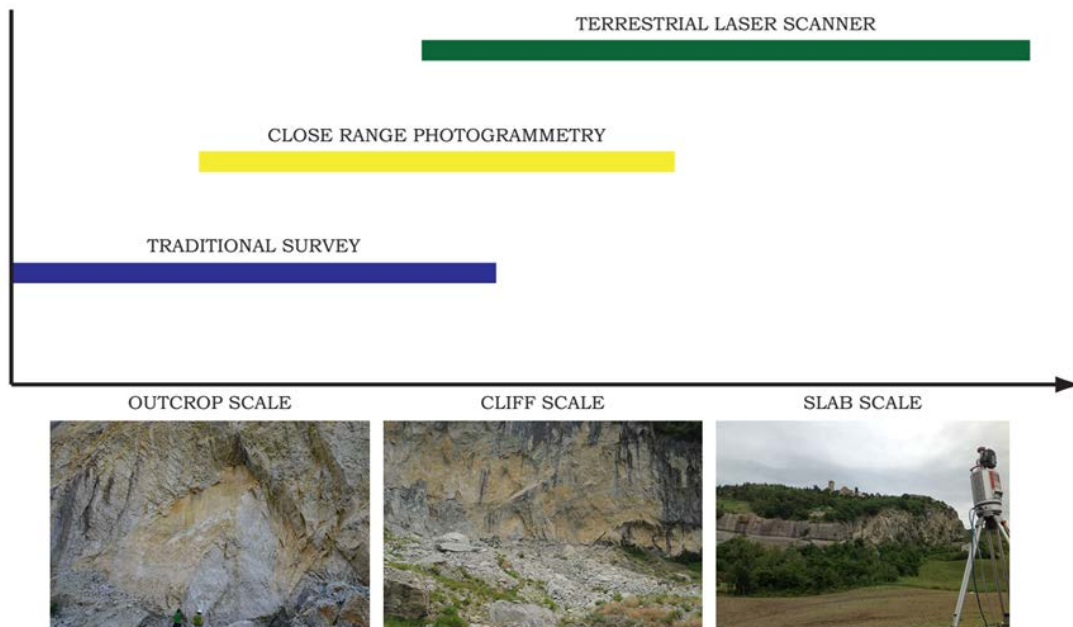 TERRESTRIAL LASER SCANNER
CLOSE RANGE PHOTOGRAMMETRY
TRADITIONAL SURVEY
OUTCROP SCALE
CLIFF SCALE
SLAB SCALE